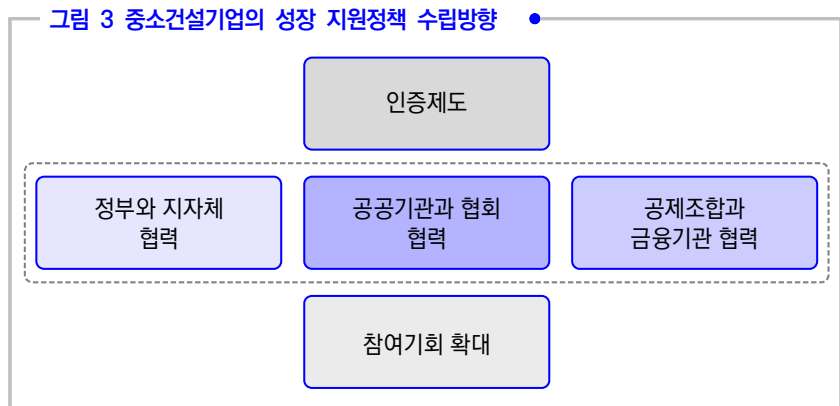 그림 3 중소건설기업의 성장 지원정책 수립방향
인증제도
정부와 지자체
협력
공공기관과 협회
협력
공제조합과
금융기관 협력
참여기회 확대